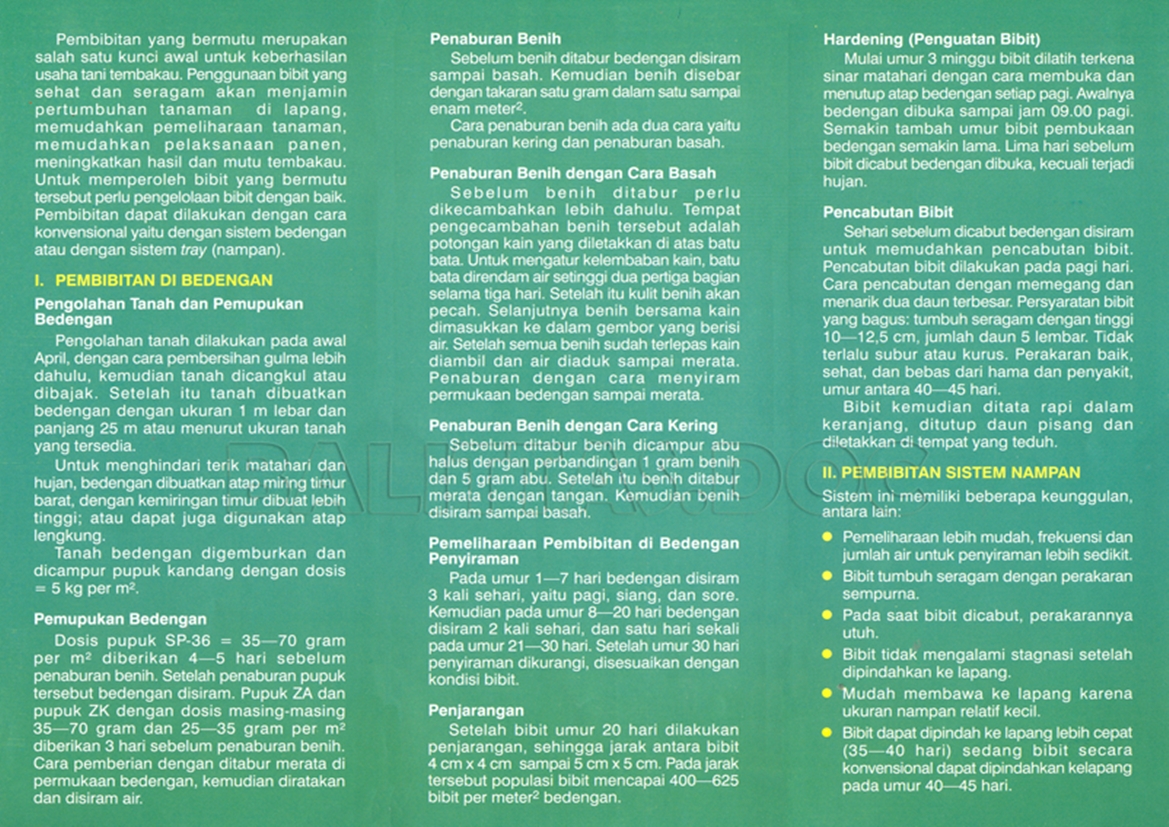 Pembibitan yang bermutu merupakan
salah satu kunci awal untuk keberhasilan
usaha tani tembakau. Penggunaan bibit yang
sehat dan seragam akan menjamin
pertumbuhan tanaman di lapang,
memudahkan pemeliharaan tanaman,
memudahkan pelaksanaan panen,
meningkatkan hasil dan mutu tembakau.
Untuk memperoleh bibit yang bermutu
tersebut perlu pengelolaan bibit dengan baik.
Pembibitan dapat dilakukan dengan cara
konvensional yaitu dengan sistem bedengan
atau dengan sistem tray (nampan).
I. PEMBIBITAN DI BEDENGAN
Pengolahan Tanah dan Pemupukan
Bedengan
Pengolahan tanah dilakukan pada awal
April, dengan cara pembersihan gulma lebih
dahulu, kemudian tanah dicangkul atau
dibajak. Setelah itu tanah dibuatkan
bedengan dengan ukuran 1 m lebar dan
panjang 25 m atau menurut ukuran tanah
yang tersedia.
Untuk menghindari terik matahari dan
hujan, bedengan dibuatkan atap miring timur
barat, dengan kemiringan timur dibuat lebih
tinggi; atau dapat juga digunakan atap
lengkung.
Tanah bedengan digemburkan dan
dicampur pupuk kandang dengan dosis
= 5 kg per m².
Pemupukan Bedengan
Dosis pupuk SP-36 = 35—70 gram
per m² diberikan 4—5 hari sebelum
penaburan benih. Setelah penaburan pupuk
tersebut bedengan disiram. Pupuk ZA dan
pupuk ZK dengan dosis masing-masing
35—70 gram dan 25—35 gram per m²
diberikan 3 hari sebelum penaburan benih.
Cara pemberian dengan ditabur merata di
permukaan bedengan, kemudian diratakan
dan disiram air.
Penaburan Benih
Sebelum benih ditabur bedengan disiram
sampai basah. Kemudian benih disebar
dengan takaran satu gram dalam satu sampai
enam meter².
Cara penaburan benih ada dua cara yaitu
penaburan kering dan penaburan basah.
Penaburan Benih dengan Cara Basah
Sebelum benih ditabur perlu
dikecambahkan lebih dahulu. Tempat
pengecambahan benih tersebut adalah
potongan kain yang diletakkan di atas batu
bata. Untuk mengatur kelembaban kain, batu
bata direndam air setinggi dua pertiga bagian
selama tiga hari. Setelah itu kulit benih akan
pecah. Selanjutnya benih bersama kain
dimasukkan ke dalam gembor yang berisi
air. Setelah semua benih sudah terlepas kain
diambil dan air diaduk sampai merata.
Penaburan dengan cara menyiram
permukaan bedengan sampai merata.
Penaburan Benih dengan Cara Kering
Sebelum ditabur benih dicampur abu
halus dengan perbandingan 1 gram benih
dan 5 gram abu. Setelah itu benih ditabur
merata dengan tangan. Kemudian benih
disiram sampai basah.
Pemeliharaan Pembibitan di Bedengan
Penyiraman
Pada umur 1—7 hari bedengan disiram
3 kali sehari, yaitu pagi, siang, dan sore.
Kemudian pada umur 8—20 hari bedengan
disiram 2 kali sehari, dan satu hari sekali
pada umur 21—30 hari. Setelah umur 30 hari
penyiraman dikurangi, disesuaikan dengan
kondisi bibit.
Penjarangan
Setelah bibit umur 20 hari dilakukan
penjarangan, sehingga jarak antara bibit
4 cm x 4 cm sampai 5 cm x 5 cm. Pada jarak
tersebut populasi bibit mencapai 400—625
bibit per meter² bedengan.
Hardening (Penguatan Bibit)
Mulai umur 3 minggu bibit dilatih terkena
sinar matahari dengan cara membuka dan
menutup atap bedengan setiap pagi. Awalnya
bedengan dibuka sampai jam 09.00 pagi.
Semakin tambah umur bibit pembukaan
bedengan semakin lama. Lima hari sebelum
bibit dicabut bedengan dibuka, kecuali terjadi
hujan.
Pencabutan Bibit
Sehari sebelum dicabut bedengan disiram
untuk memudahkan pencabutan bibit.
Pencabutan bibit dilakukan pada pagi hari.
Cara pencabutan dengan memegang dan
menarik dua daun terbesar. Persyaratan bibit
yang bagus: tumbuh seragam dengan tinggi
10—12,5 cm, jumlah daun 5 lembar. Tidak
terlalu subur atau kurus. Perakaran baik,
sehat, dan bebas dari hama dan penyakit,
umur antara 40—45 hari.
Bibit kemudian ditata rapi dalam
keranjang, ditutup daun pisang dan
diletakkan di tempat yang teduh.
II. PEMBIBITAN SISTEM NAMPAN
Sistem ini memiliki beberapa keunggulan,
antara lain:
● Pemeliharaan lebih mudah, frekuensi dan
jumlah air untuk penyiraman lebih sedikit.
● Bibit tumbuh seragam dengan perakaran
sempurna.
● Pada saat bibit dicabut, perakarannya
utuh.
● Bibit tidak mengalami stagnasi setelah
dipindahkan ke lapang.
● Mudah membawa ke lapang karena
ukuran nampan relatif kecil.
● Bibit dapat dipindah ke lapang lebih cepat
(35—40 hari) sedang bibit secara
konvensional dapat dipindahkan kelapang
pada umur 40—45 hari.